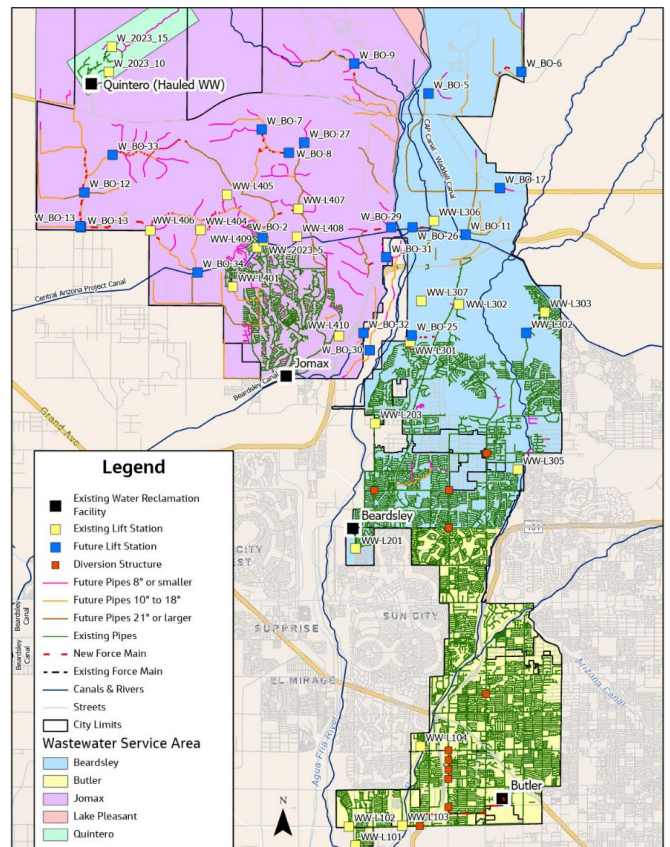 W_2023_15
W_2023_10
Quintero (Hauled WW)
W_BO-9
W_BO-5
W_BO-6
W_BO-7
W_BO-27
W_BO-33
W_BO-8
CAP Canal
Waddell Canal
W_BO-12
WW-L405
W_BO-17
WW-L407
W_BO-13
W_BO-13
WW-L406
WW-L404
W_BO-2
WW-L408
W_BO-29
WW-L306
W_BO-11
W_BO-26
WW-L409
WW-2023_5
W_BO-31
W_BO-34
WW-L401
Central Arizona Project Canal
WW-L307
WW-L302
WW-L303
WW-L410
W_BO-32
W_BO-25
WW-L302
W_BO-30
WW-L301
Jomax
Beardsley Canal
Grand Ave
WW-L203
WW-L305
Beardsley
WW-L201
101
CITY
EST
SUN CITY
SURPRISE
EL MIRAGE
Beardsley
Canal
Beardsley
Canal
Agua Fria River
Arizona Canal
WW-L104
Butler
WW-L102
WW-L103
WW-L101
N
Legend
Existing Water Reclamation
Facility
Existing Lift Station
Future Lift Station
Diversion Structure
Future Pipes 8" or smaller
Future Pipes 10" to 18"
Future Pipes 21" or larger
Existing Pipes
New Force Main
Existing Force Main
Canals & Rivers
Streets
City Limits
Wastewater Service Area
Beardsley
Butler
Jomax
Lake Pleasant
Quintero